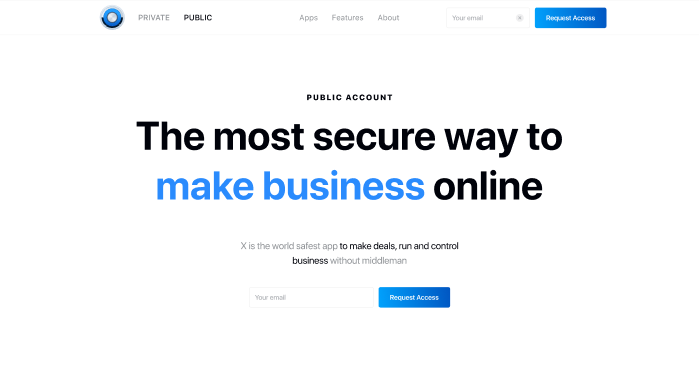 PRIVATE PUBLIC Apps Features About Your email Request Access
PUBLIC ACCOUNT
The most secure way to
make business online
X is the world safest app to make deals, run and control
business without middleman
Your email Request Access